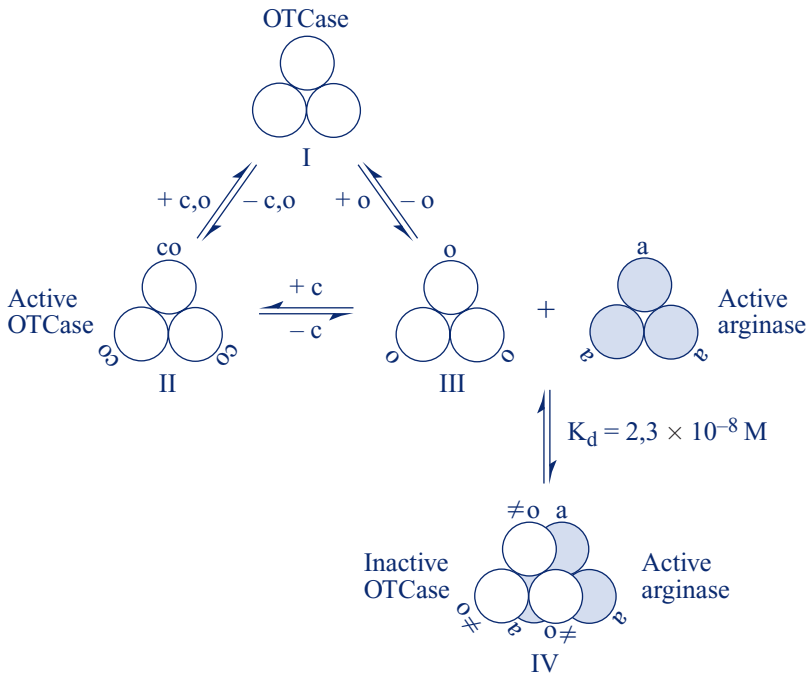 OTCase
I
+ c,o
– c,o
+ o
– o
co
co
co
Active
OTCase
II
+ c
– c
o
o
o
III
+
a
a
a
Active
arginase
K_d = 2,3 × 10^–8 M
≠o a
Inactive
OTCase
Active
arginase
≠o
a
o≠
a
IV